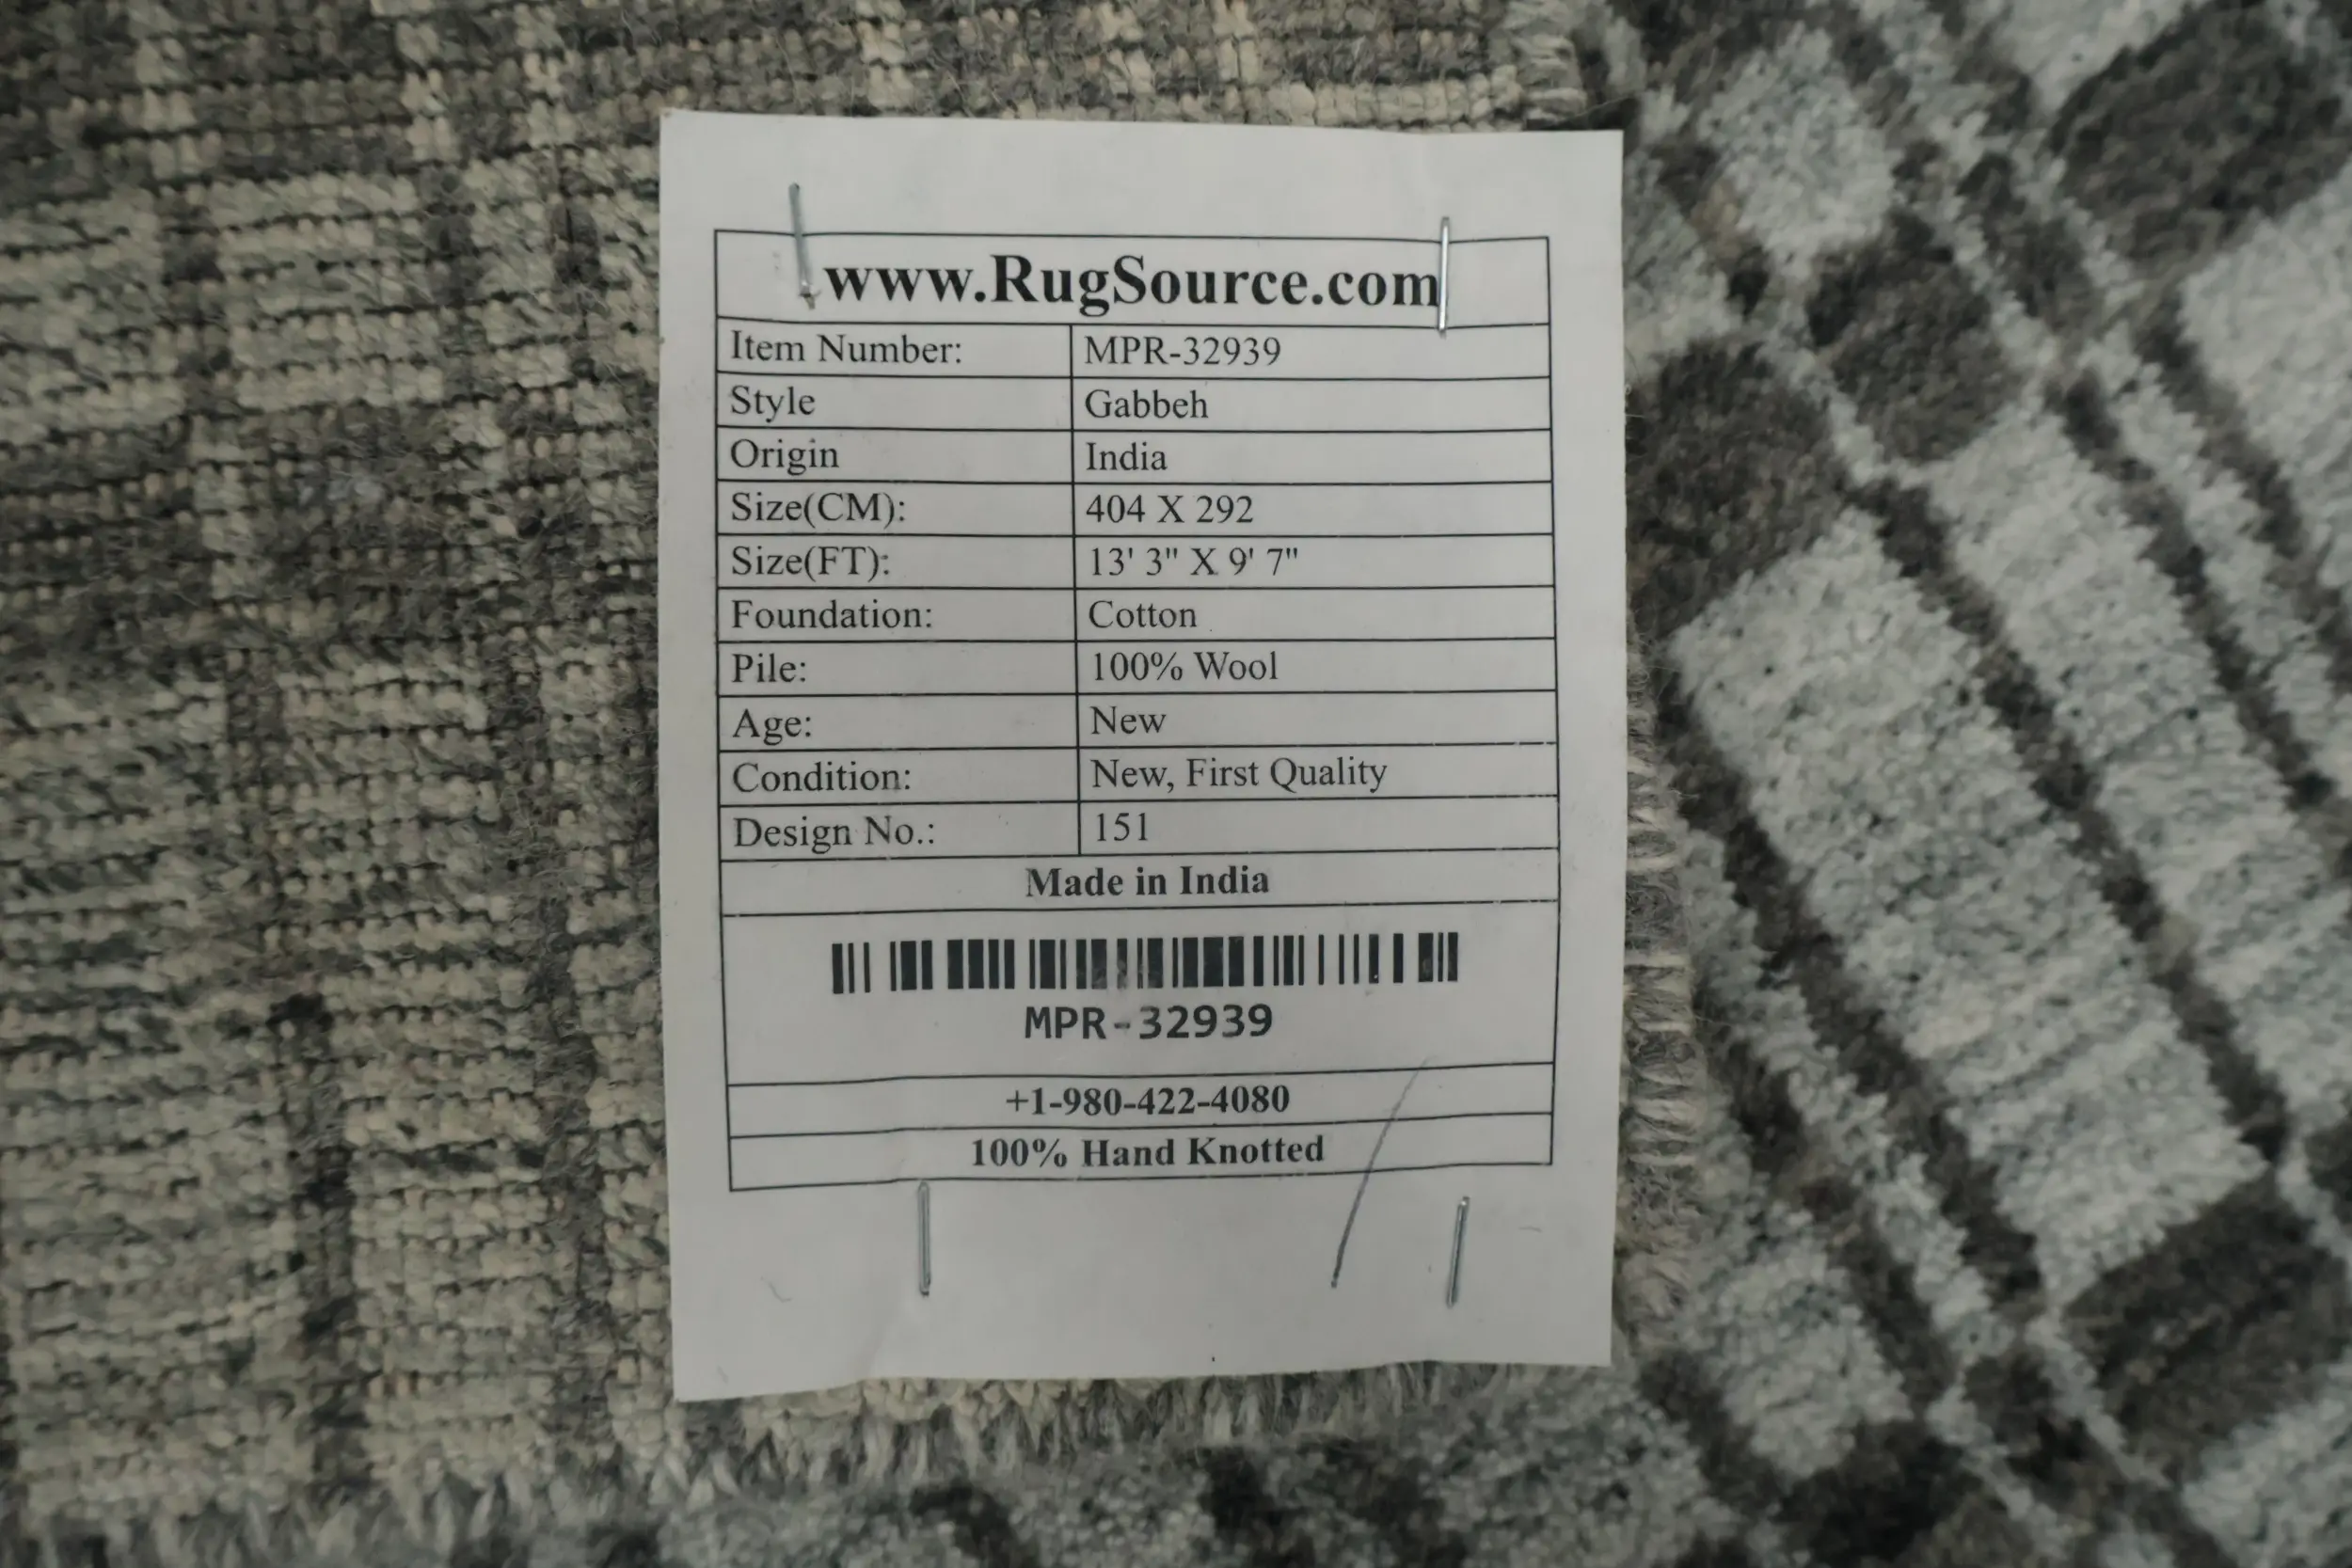 www.RugSource.com
Item Number: MPR-32939
Style Gabbeh
Origin India
Size(CM): 404 X 292
Size(FT): 13' 3" X 9' 7"
Foundation: Cotton
Pile: 100% Wool
Age: New
Condition: New, First Quality
Design No.: 151
Made in India
MPR-32939
+1-980-422-4080
100% Hand Knotted